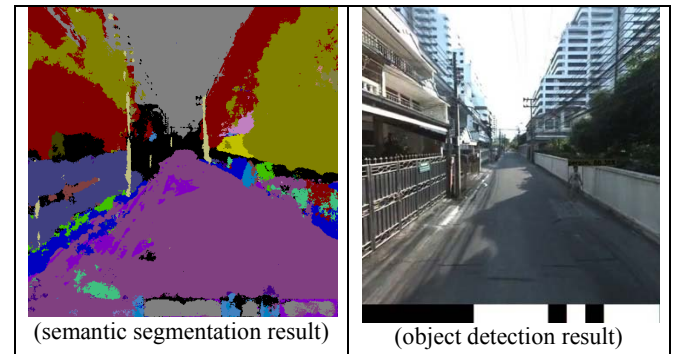 (semantic segmentation result)
(object detection result)